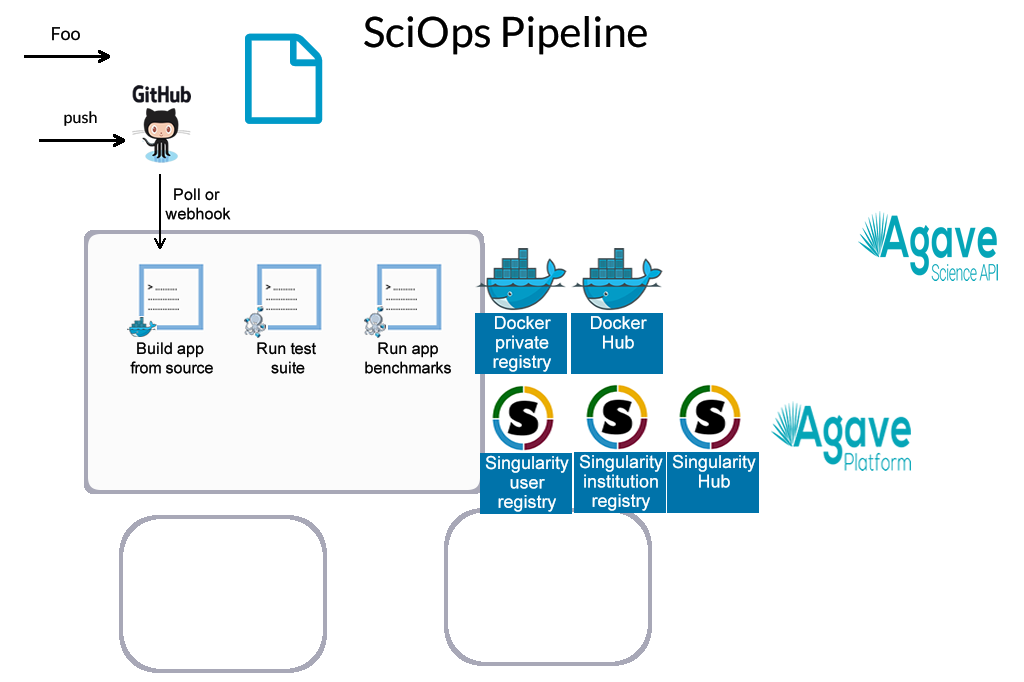 SciOps Pipeline
Foo
GitHub
push
Poll or
webhook
Build app
from source
Run test
suite
Run app
benchmarks
Docker
private
registry
Docker
Hub
Agave
Science API
S
S
S
Singularity
user
registry
Singularity
institution
registry
Singularity
Hub
Agave
Platform